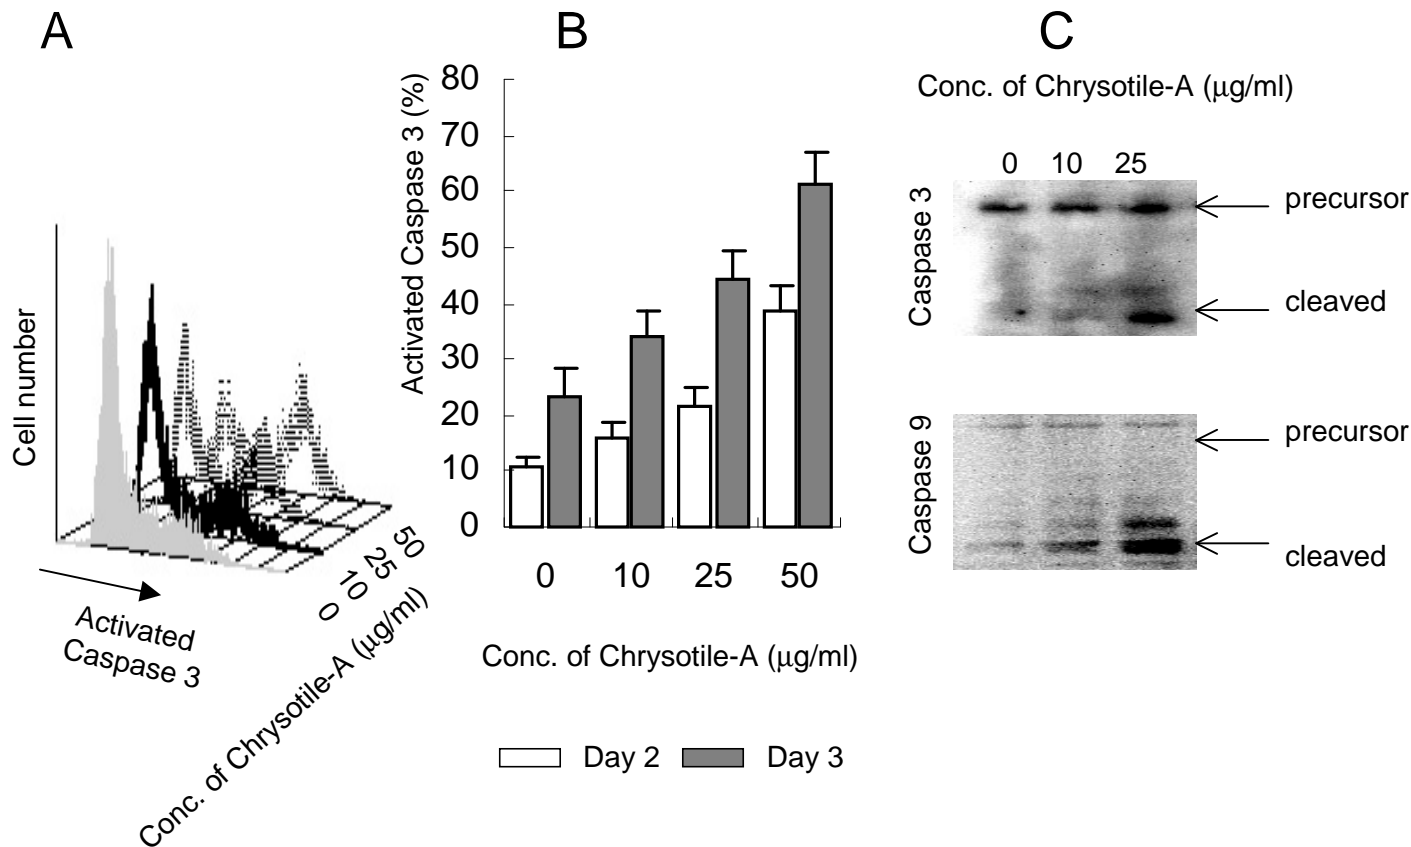 A
Cell number
Activated
Caspase 3
0
10
25
50
Conc. of Chrysotile-A (μg/ml)
B
Activated Caspase 3 (%)
80
70
60
50
40
30
20
10
0
0 10 25 50
Conc. of Chrysotile-A (μg/ml)
Day 2 Day 3
C
Conc. of Chrysotile-A (μg/ml)
0 10 25
Caspase 3
precursor
cleaved
Caspase 9
precursor
cleaved